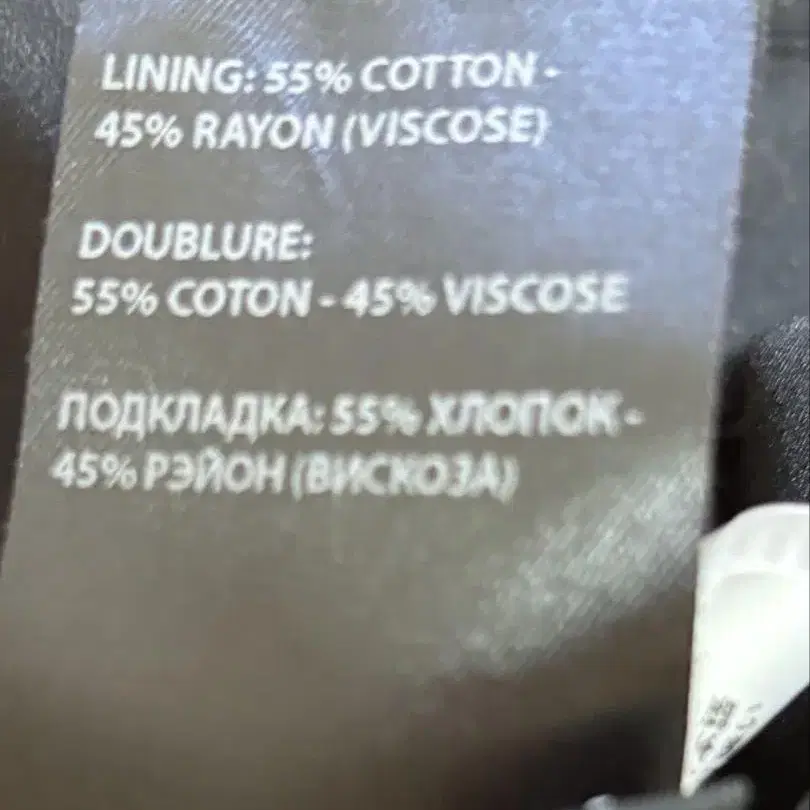 LINING: 55% COTTON -
45% RAYON (VISCOSE)
DOUBLURE:
55% COTON - 45% VISCOSE
ПОДКЛАДКА: 55% ХЛОПОК -
45% РЭЙОН (ВИСКОЗА)